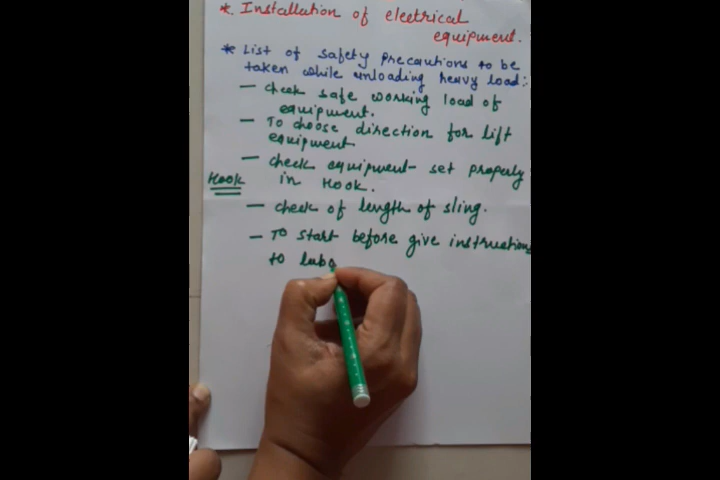 *. Installation of electrical
equipment.
* List of safety precautions to be
taken while unloading heavy load:-
- check safe working load of
equipment.
- To choose direction for lift
equipment
- check equipment set properly
Hook in Hook.
- check of length of sling.
- To start before give instructions
to labo